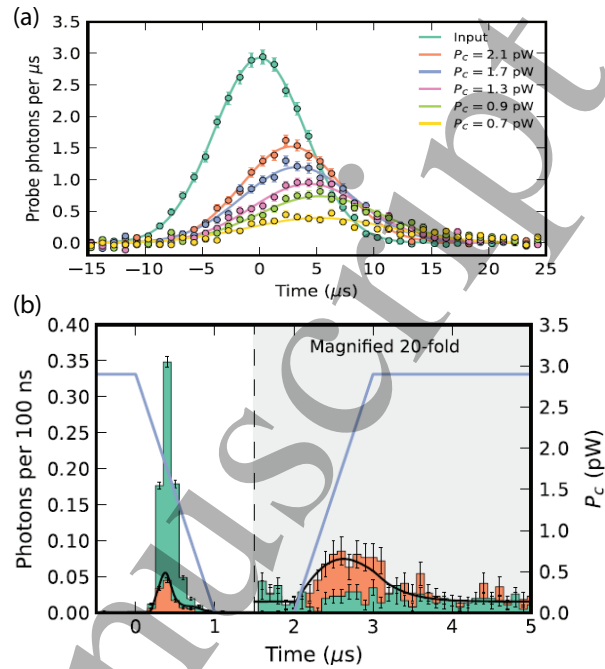 (a)
3.5
3.0
2.5
2.0
1.5
1.0
0.5
0.0
Probe photons per μs
Input
P_c = 2.1 pW
P_c = 1.7 pW
P_c = 1.3 pW
P_c = 0.9 pW
P_c = 0.7 pW
−15 −10 −5 0 5 10 15 20 25
Time (μs)
(b)
0.40
0.35
0.30
0.25
0.20
0.15
0.10
0.05
0.00
Photons per 100 ns
Magnified 20-fold
3.5
3.0
2.5
2.0
1.5
1.0
0.5
0.0
P_c (pW)
0 1 2 3 4 5
Time (μs)
nuscript